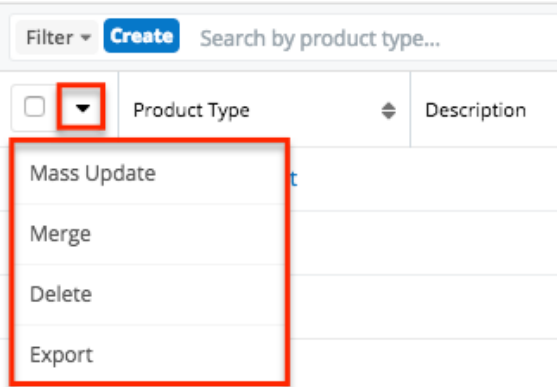 Filter Create Search by product type...
Product Type Description
Mass Update
t
Merge
Delete
Export